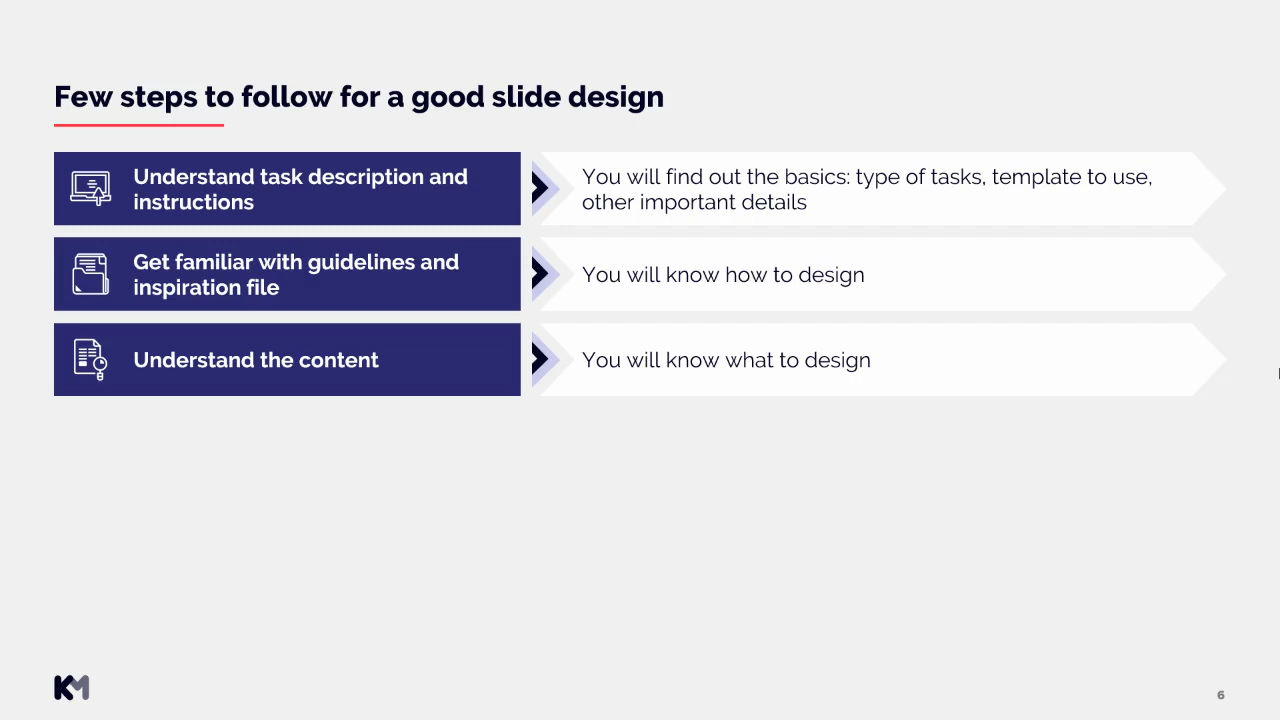 Few steps to follow for a good slide design
Understand task description and
instructions
You will find out the basics: type of tasks, template to use,
other important details
Get familiar with guidelines and
inspiration file
You will know how to design
Understand the content
You will know what to design
KM
6